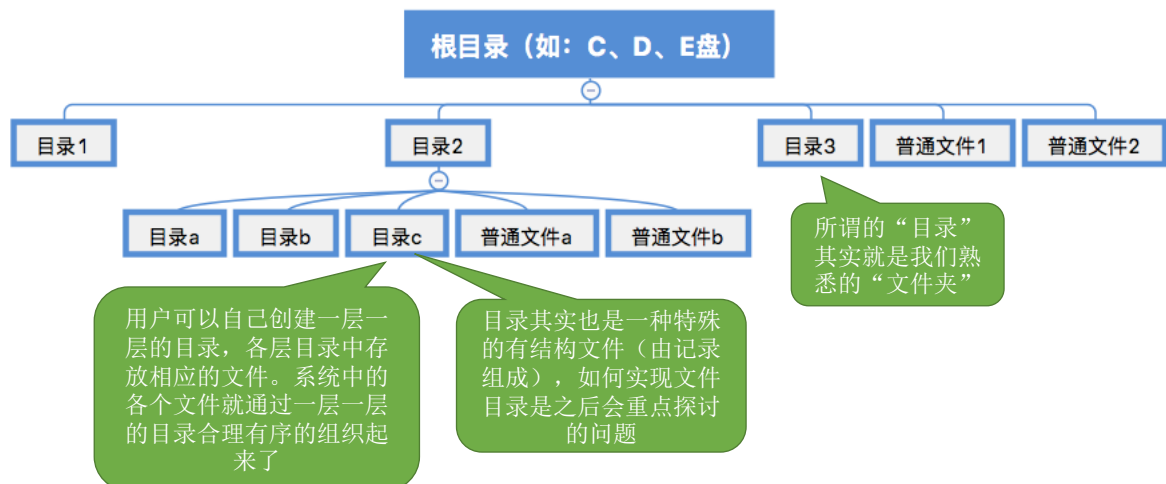 根目录（如：C、D、E盘）
目录1
目录2
目录3
普通文件1
普通文件2
目录a
目录b
目录c
普通文件a
普通文件b
所谓的“目录”
其实就是我们熟
悉的“文件夹”
用户可以自己创建一层一
层的目录，各层目录中存
放相应的文件。系统中的
各个文件就通过一层一层
的目录合理有序的组织起
来了
目录其实也是一种特殊
的有结构文件（由记录
组成），如何实现文件
目录是之后会重点探讨
的问题